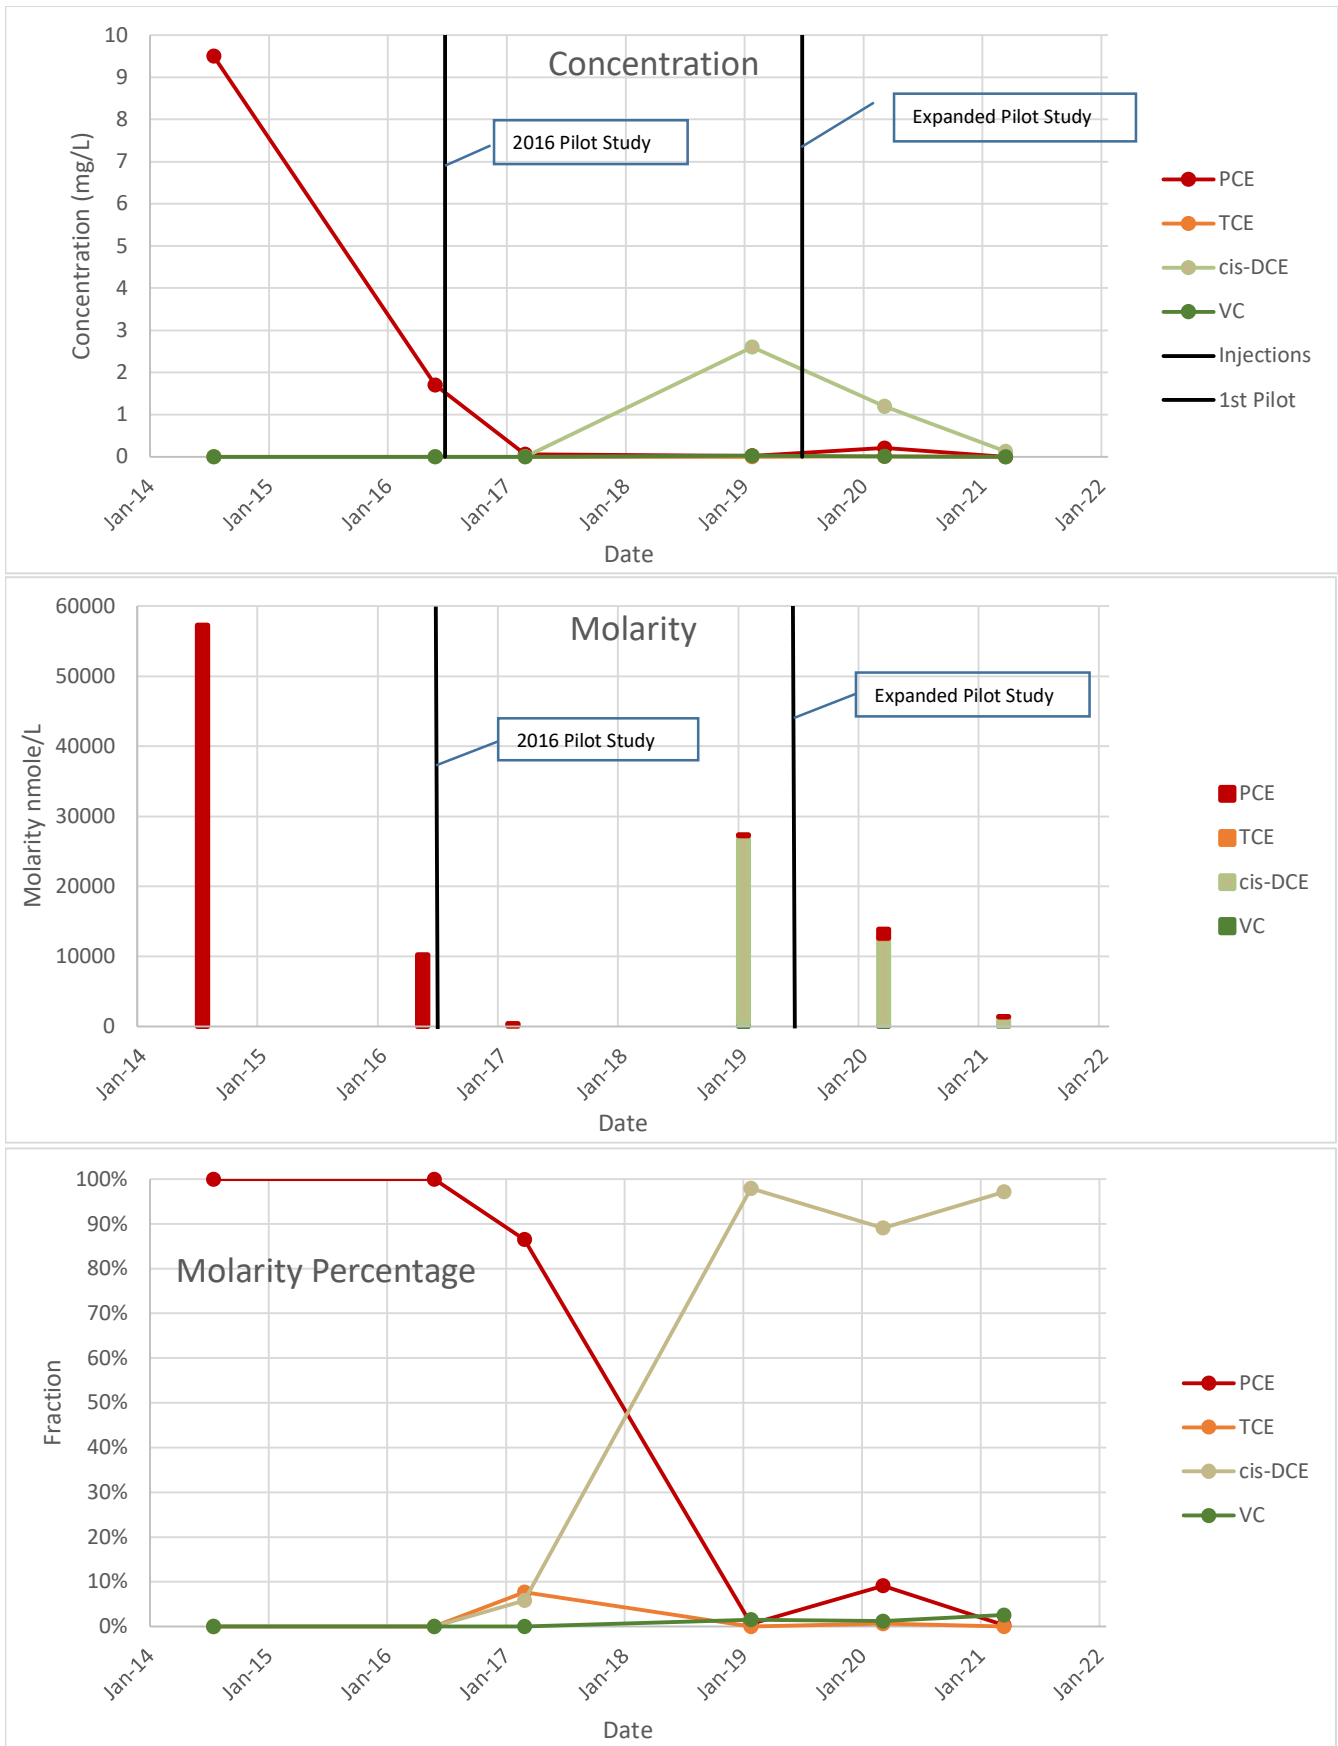 Concentration
10
9
8
7
6
5
4
3
2
1
0
Concentration (mg/L)
2016 Pilot Study
Expanded Pilot Study
Jan-14
Jan-15
Jan-16
Jan-17
Jan-18
Jan-19
Jan-20
Jan-21
Jan-22
Date
PCE
TCE
cis-DCE
VC
Injections
1st Pilot
Molarity
60000
50000
40000
30000
20000
10000
0
Molarity nmole/L
2016 Pilot Study
Expanded Pilot Study
Jan-14
Jan-15
Jan-16
Jan-17
Jan-18
Jan-19
Jan-20
Jan-21
Jan-22
Date
PCE
TCE
cis-DCE
VC
Molarity Percentage
100%
90%
80%
70%
60%
50%
40%
30%
20%
10%
0%
Fraction
Jan-14
Jan-15
Jan-16
Jan-17
Jan-18
Jan-19
Jan-20
Jan-21
Jan-22
Date
PCE
TCE
cis-DCE
VC